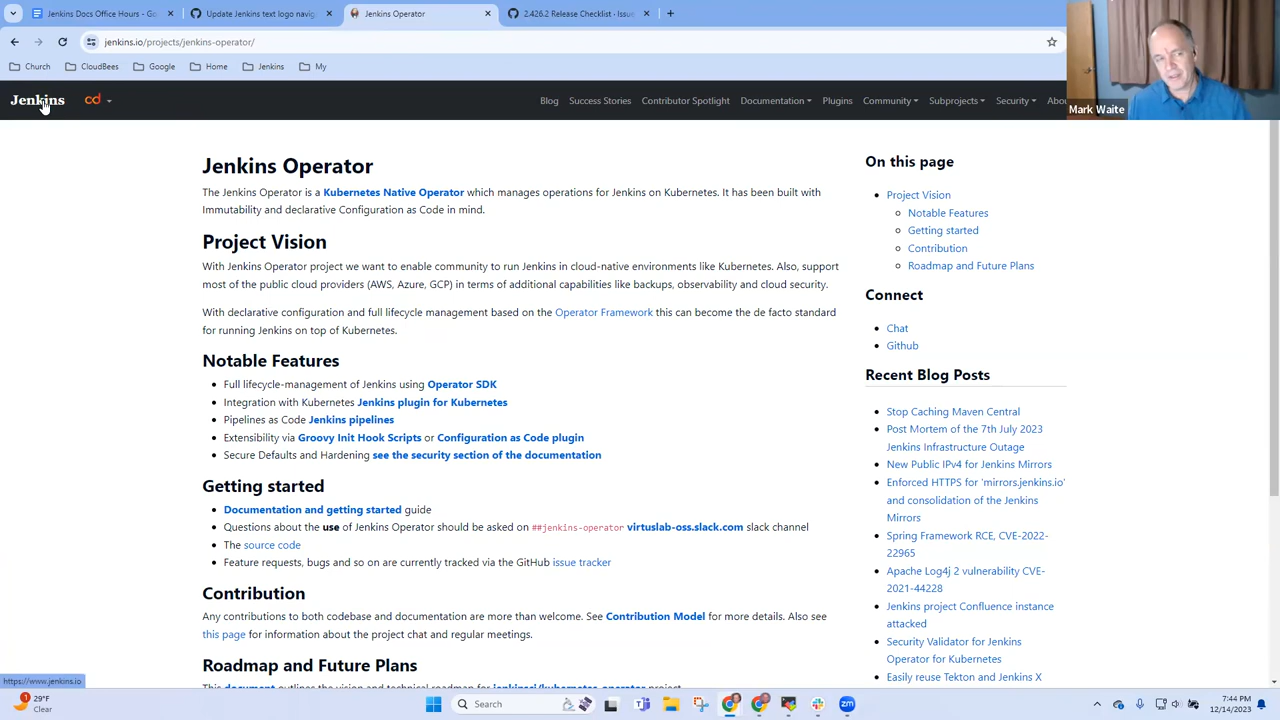 Jenkins Docs Office Hours - Go
Update Jenkins text logo navig
Jenkins Operator
2.426.2 Release Checklist · Issue
jenkins.io/projects/jenkins-operator/
Church
CloudBees
Google
Home
Jenkins
My
Jenkins
cd
Blog
Success Stories
Contributor Spotlight
Documentation
Plugins
Community
Subprojects
Security
Abou
Mark Waite
Jenkins Operator
The Jenkins Operator is a Kubernetes Native Operator which manages operations for Jenkins on Kubernetes. It has been built with
Immutability and declarative Configuration as Code in mind.
Project Vision
With Jenkins Operator project we want to enable community to run Jenkins in cloud-native environments like Kubernetes. Also, support
most of the public cloud providers (AWS, Azure, GCP) in terms of additional capabilities like backups, observability and cloud security.
With declarative configuration and full lifecycle management based on the Operator Framework this can become the de facto standard
for running Jenkins on top of Kubernetes.
Notable Features
Full lifecycle-management of Jenkins using Operator SDK
Integration with Kubernetes Jenkins plugin for Kubernetes
Pipelines as Code Jenkins pipelines
Extensibility via Groovy Init Hook Scripts or Configuration as Code plugin
Secure Defaults and Hardening see the security section of the documentation
Getting started
Documentation and getting started guide
Questions about the use of Jenkins Operator should be asked on ##jenkins-operator virtuslab-oss.slack.com slack channel
The source code
Feature requests, bugs and so on are currently tracked via the GitHub issue tracker
Contribution
Any contributions to both codebase and documentation are more than welcome. See Contribution Model for more details. Also see
this page for information about the project chat and regular meetings.
Roadmap and Future Plans
This document outlines the vision and technical roadmap for jenkinsci/kubernetes-operator project
On this page
Project Vision
Notable Features
Getting started
Contribution
Roadmap and Future Plans
Connect
Chat
Github
Recent Blog Posts
Stop Caching Maven Central
Post Mortem of the 7th July 2023
Jenkins Infrastructure Outage
New Public IPv4 for Jenkins Mirrors
Enforced HTTPS for 'mirrors.jenkins.io'
and consolidation of the Jenkins
Mirrors
Spring Framework RCE, CVE-2022-
22965
Apache Log4j 2 vulnerability CVE-
2021-44228
Jenkins project Confluence instance
attacked
Security Validator for Jenkins
Operator for Kubernetes
Easily reuse Tekton and Jenkins X
https://www.jenkins.io
1
29°F
Clear
Search
zm
7:44 PM
12/14/2023